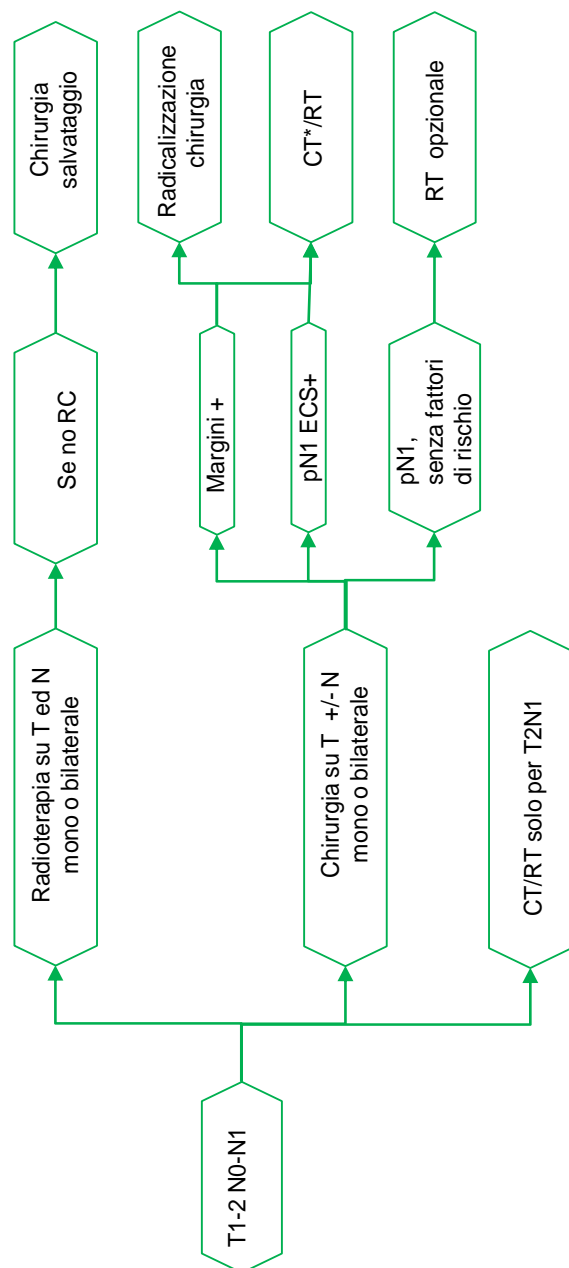 T1-2 N0-N1
Radioterapia su T ed N
mono o bilaterale
Se no RC
Chirurgia
salvataggio
Chirurgia su T +/- N
mono o bilaterale
Margini +
Radicalizzazione
chirurgia
pN1 ECS+
CT*/RT
pN1,
senza fattori
di rischio
RT opzionale
CT/RT solo per T2N1